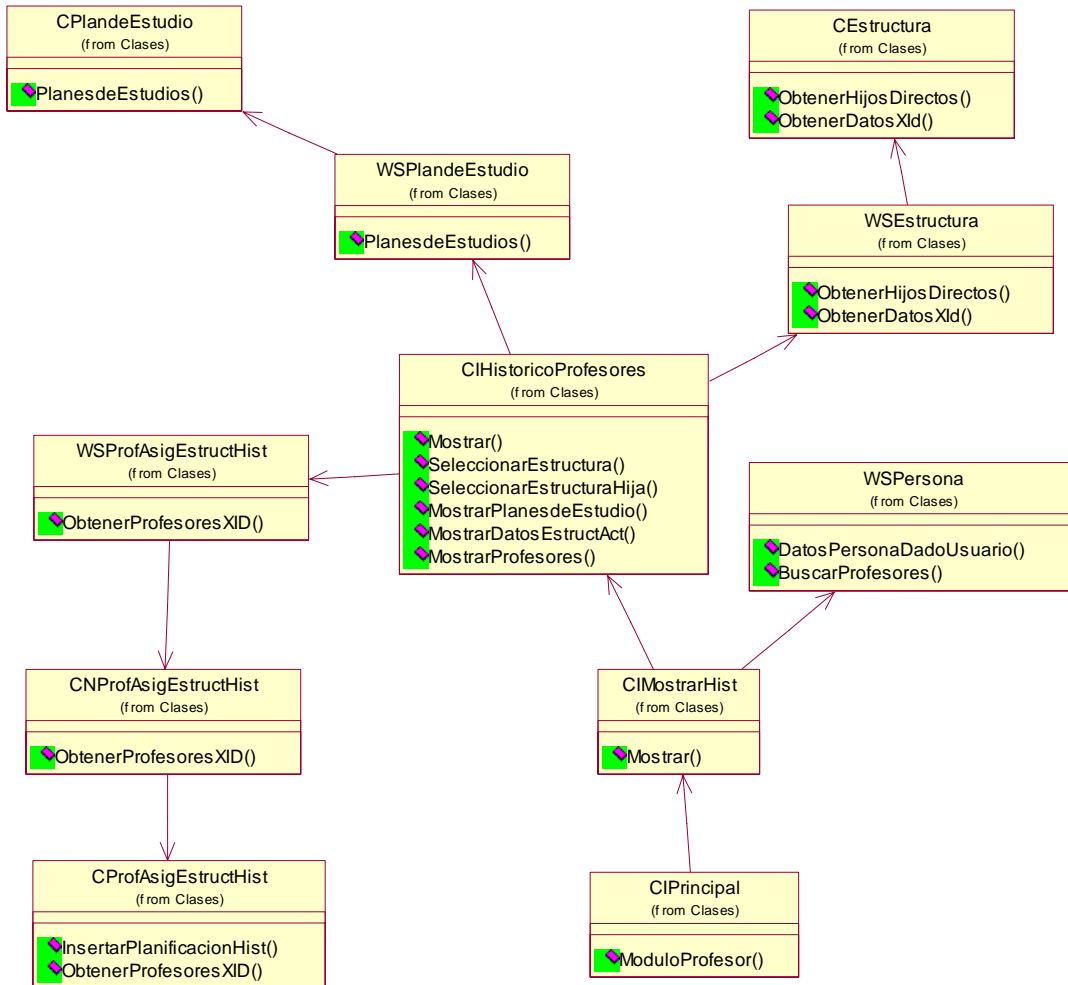 CPlandeEstudio
(from Clases)
PlanesdeEstudios()
CEstructura
(from Clases)
ObtenerHijosDirectos()
ObtenerDatosXId()
WSPlandeEstudio
(from Clases)
PlanesdeEstudios()
WSEstructura
(from Clases)
ObtenerHijosDirectos()
ObtenerDatosXId()
CIHistoricoProfesores
(from Clases)
Mostrar()
SeleccionarEstructura()
SeleccionarEstructuraHija()
MostrarPlanesdeEstudio()
MostrarDatosEstructAct()
MostrarProfesores()
WSProfAsigEstructHist
(from Clases)
ObtenerProfesoresXID()
WSPersona
(from Clases)
DatosPersonaDadoUsuario()
BuscarProfesores()
CNProfAsigEstructHist
(from Clases)
ObtenerProfesoresXID()
CIMostrarHist
(from Clases)
Mostrar()
CProfAsigEstructHist
(from Clases)
InsertarPlanificacionHist()
ObtenerProfesoresXID()
CIPrincipal
(from Clases)
ModuloProfesor()